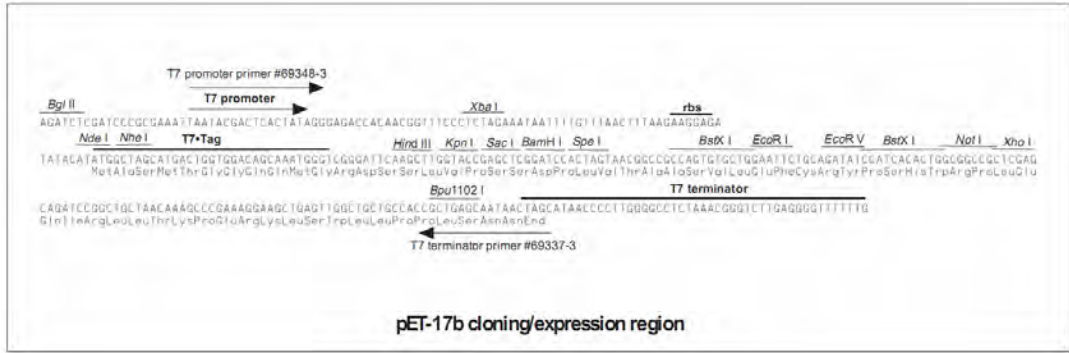 T7 promoter primer #69348-3
Bgl II T7 promoter Xba I rbs
AGATCTCGATCCCGCGAAATTAATACGACTCACTATAGGGAGACCACAACGGTTTCCCTCTAGAAATAATTTTGTTTAACTTTAAGAAGGAGA
Nde I Nhe I T7•Tag Hind III Kpn I Sac I BamH I Spe I BstX I EcoR I EcoR V BstX I Not I Xho I
TATACATATGGCTAGCATGACTGGTGGACAGCAAATGGGTCGGGATTCAAGCTTGGTACCGAGCTCGGATCCACTAGTAACGGCCGCCAGTGTGCTGGAATTCTGCAGATATCGATCACACTGGCGGCCGCTCGAG
MetAlaSerMetThrGlyGlyGlnGlnMetGlyArgAspSerSerLeuValProSerSerAspProLeuValThrAlaAlaSerValLeuGluPheCysArgTyrProSerHisTrpArgProLeuGlu
Bpu1102 I T7 terminator
CAGATCCGGCTGCTAACAAAGCCCGAAAGGAAGCTGAGTTGGCTGCTGCCACCGCTGAGCAATAACTAGCATAACCCCTTGGGGCCTCTAAACGGGTCTTGAGGGGTTTTTTG
GlnIleArgLeuLeuThrLysProGluArgLysLeuSerTrpLeuLeuProProLeuSerAsnAsnEnd
T7 terminator primer #69337-3
pET-17b cloning/expression region